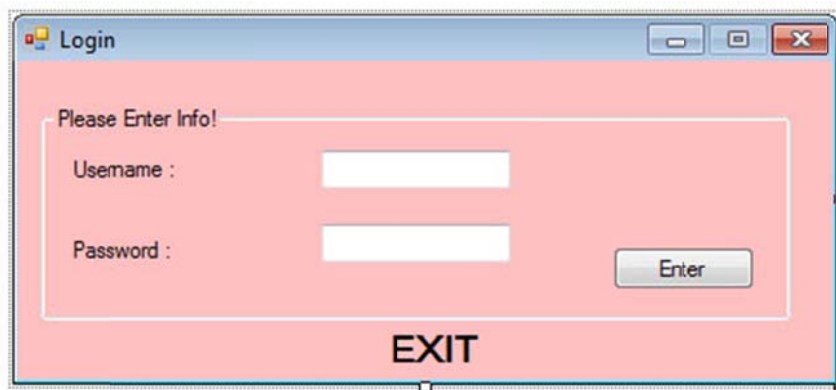 Login
Please Enter Info!
Username :
Password :
Enter
EXIT